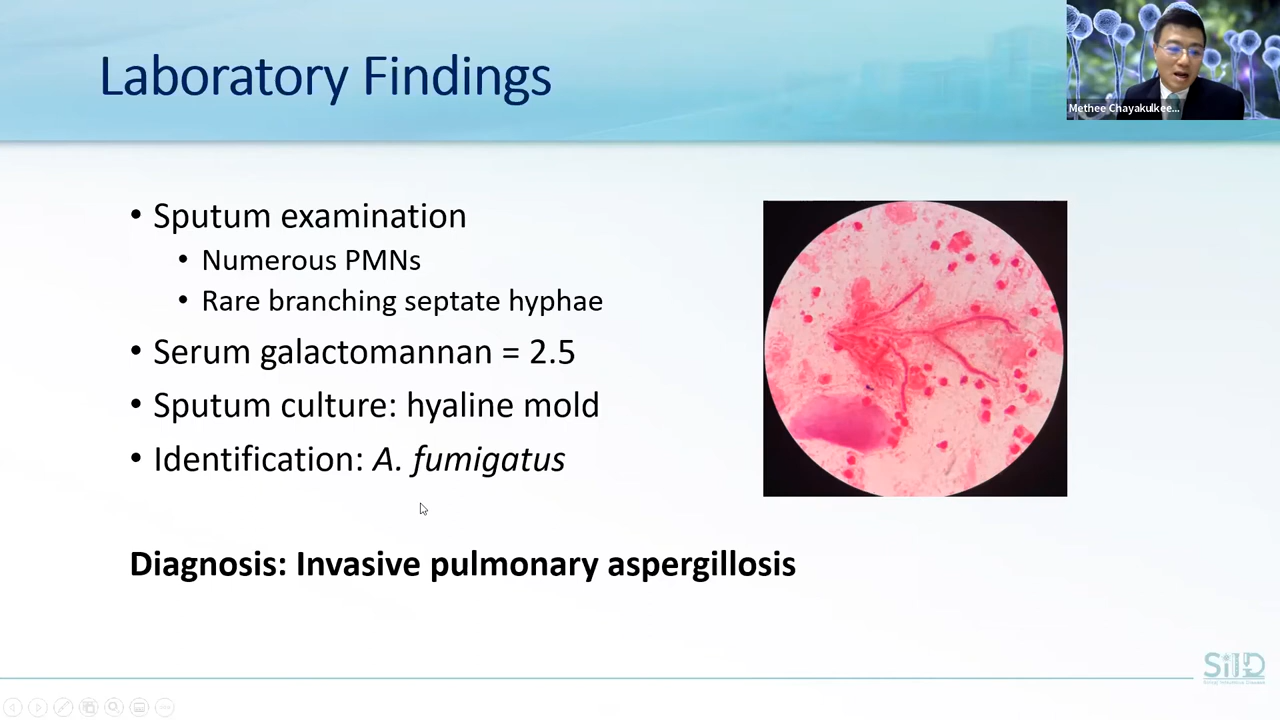 Laboratory Findings
Methee Chayakulkee...
• Sputum examination
• Numerous PMNs
• Rare branching septate hyphae
• Serum galactomannan = 2.5
• Sputum culture: hyaline mold
• Identification: A. fumigatus
Diagnosis: Invasive pulmonary aspergillosis
SiID